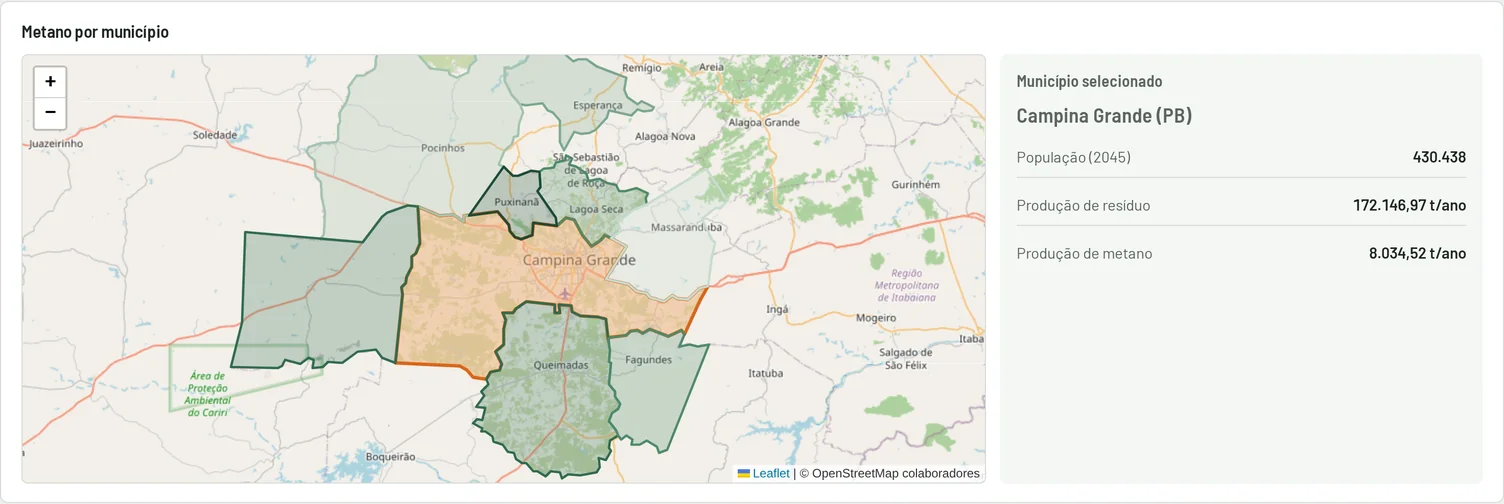 Metano por município
+
−
Remígio
Areia
Esperança
Soledade
Alagoa Grande
Juazeirinho
Pocinhos
Alagoa Nova
São Sebastião
de Lagoa
de Roça
Gurinhém
Puxinanã
Lagoa Seca
Massaranduba
Campina Grande
Região
Metropolitana
de Itabaiana
Ingá
Mogeiro
Itaba
Queimadas
Fagundes
Salgado de
São Félix
Itatuba
Área de
Proteção
Ambiental
do Cariri
Boqueirão
Leaflet | © OpenStreetMap colaboradores
Município selecionado
Campina Grande (PB)
População (2045) 430.438
Produção de resíduo 172.146,97 t/ano
Produção de metano 8.034,52 t/ano